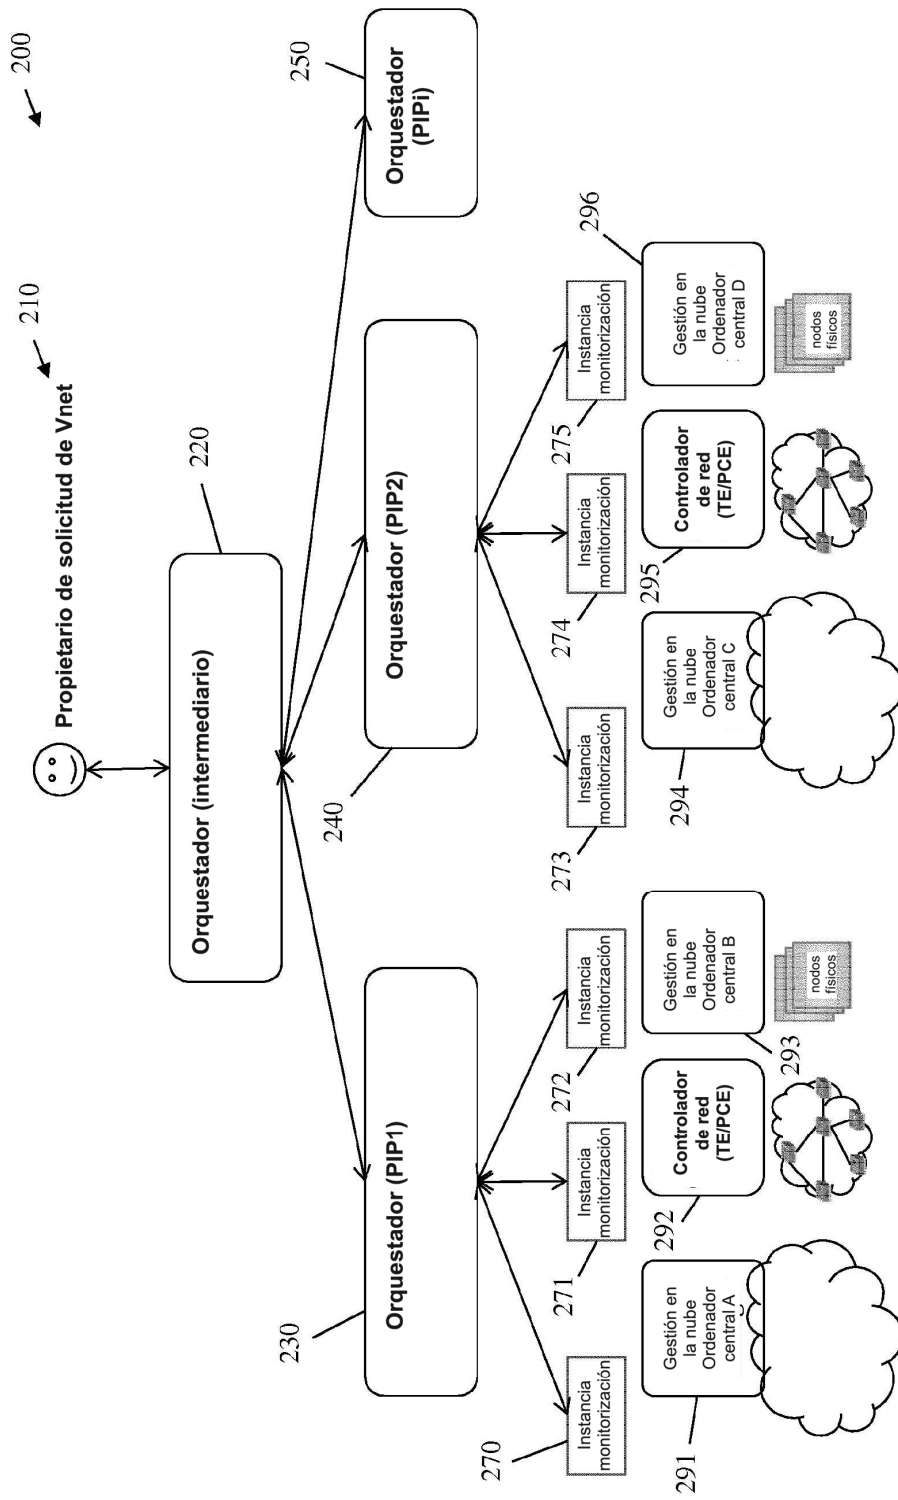 200
210
Propietario de solicitud de Vnet
220
Orquestador (intermediario)
230
Orquestador (PIP1)
240
Orquestador (PIP2)
250
Orquestador
(PIPi)
270
Instancia
monitorización
271
Instancia
monitorización
272
Instancia
monitorización
273
Instancia
monitorización
274
Instancia
monitorización
275
Instancia
monitorización
291
Gestión en
la nube
Ordenador
central A
292
Controlador
de red
(TE/PCE)
293
Gestión en
la nube
Ordenador
central B
294
Gestión en
la nube
Ordenador
central C
295
Controlador
de red
(TE/PCE)
296
Gestión en
la nube
Ordenador
central D
nodos
físicos
nodos
físicos